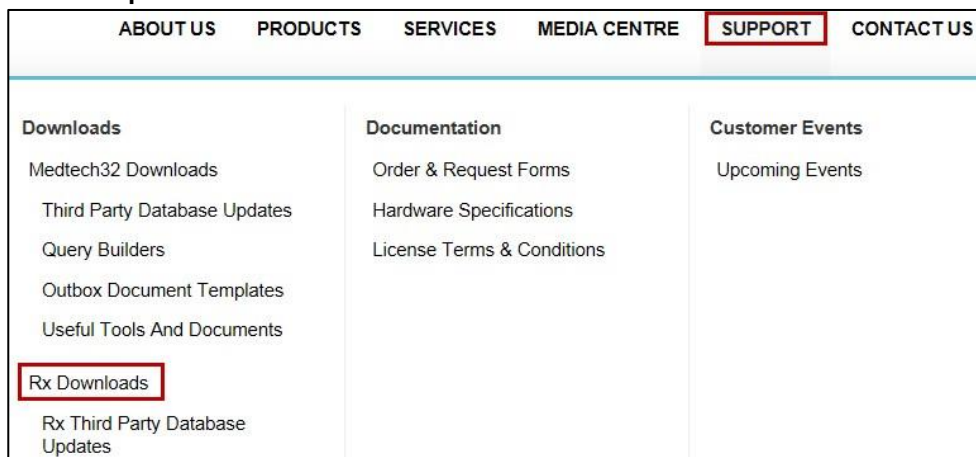 ABOUT US PRODUCTS SERVICES MEDIA CENTRE SUPPORT CONTACT US
Downloads
Medtech32 Downloads
Third Party Database Updates
Query Builders
Outbox Document Templates
Useful Tools And Documents
Rx Downloads
Rx Third Party Database
Updates
Documentation
Order & Request Forms
Hardware Specifications
License Terms & Conditions
Customer Events
Upcoming Events